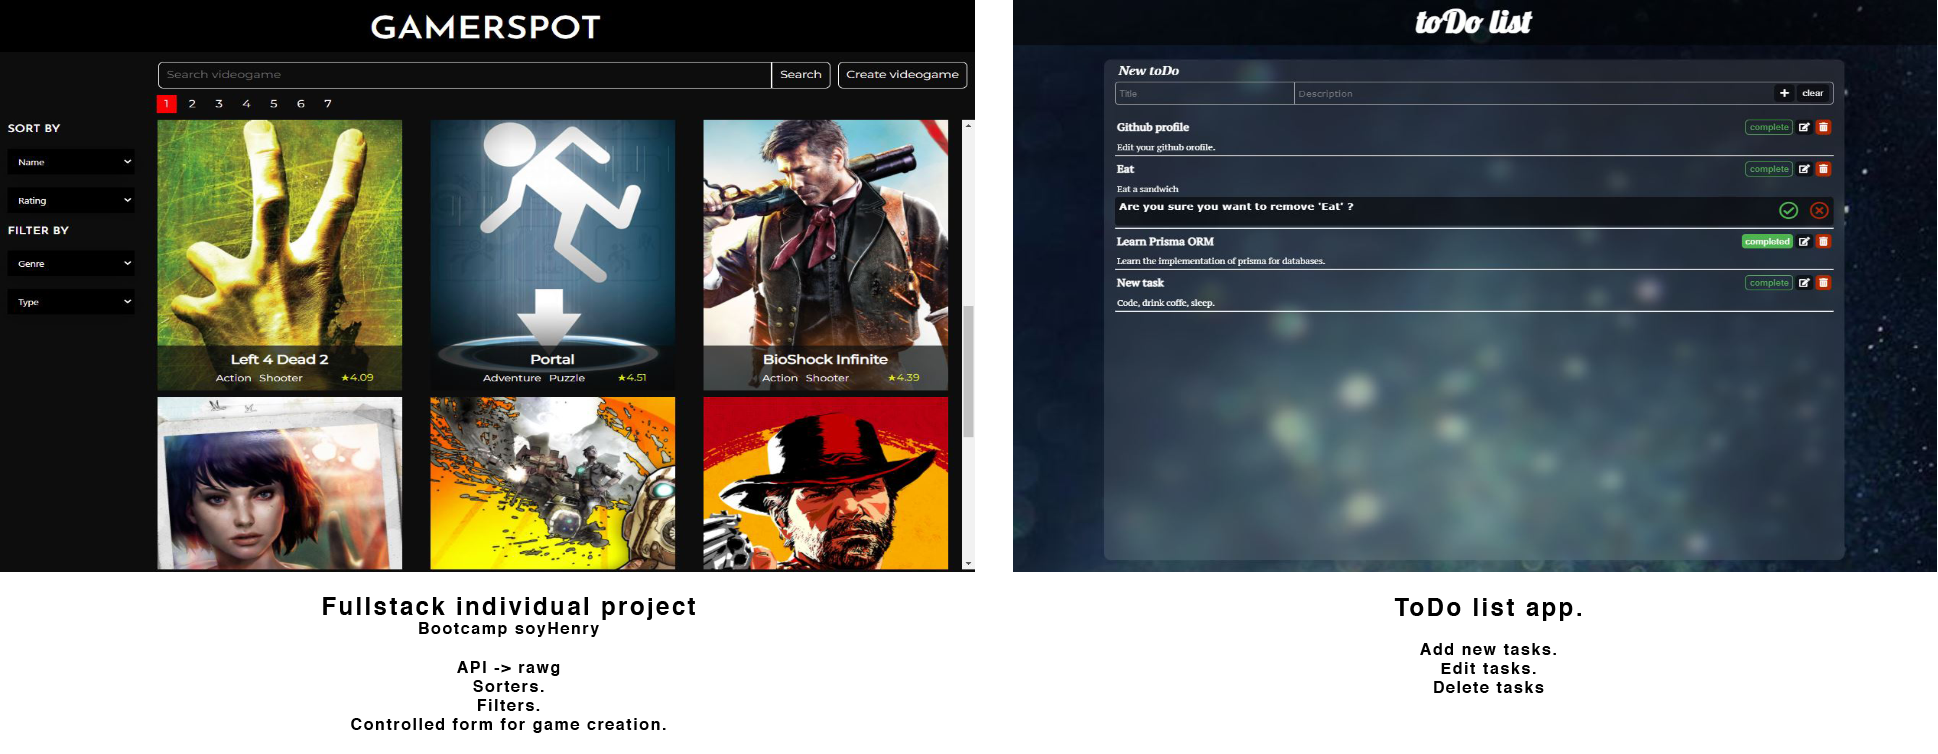 GAMERSPOT
Search videogame
Search
Create videogame
1 2 3 4 5 6 7
SORT BY
Name
Rating
FILTER BY
Genre
Type
Left 4 Dead 2
Action Shooter ★4.09
Portal
Adventure Puzzle ★4.51
BioShock Infinite
Action Shooter ★4.39
Fullstack individual project
Bootcamp soyHenry
API -> rawg
Sorters.
Filters.
Controlled form for game creation.
toDo list
New toDo
Title
Description
+ clear
Github profile
complete
Edit your github orofile.
Eat
complete
Eat a sandwich
Are you sure you want to remove 'Eat' ?
Learn Prisma ORM
completed
Learn the implementation of prisma for databases.
New task
complete
Code, drink coffe, sleep.
ToDo list app.
Add new tasks.
Edit tasks.
Delete tasks